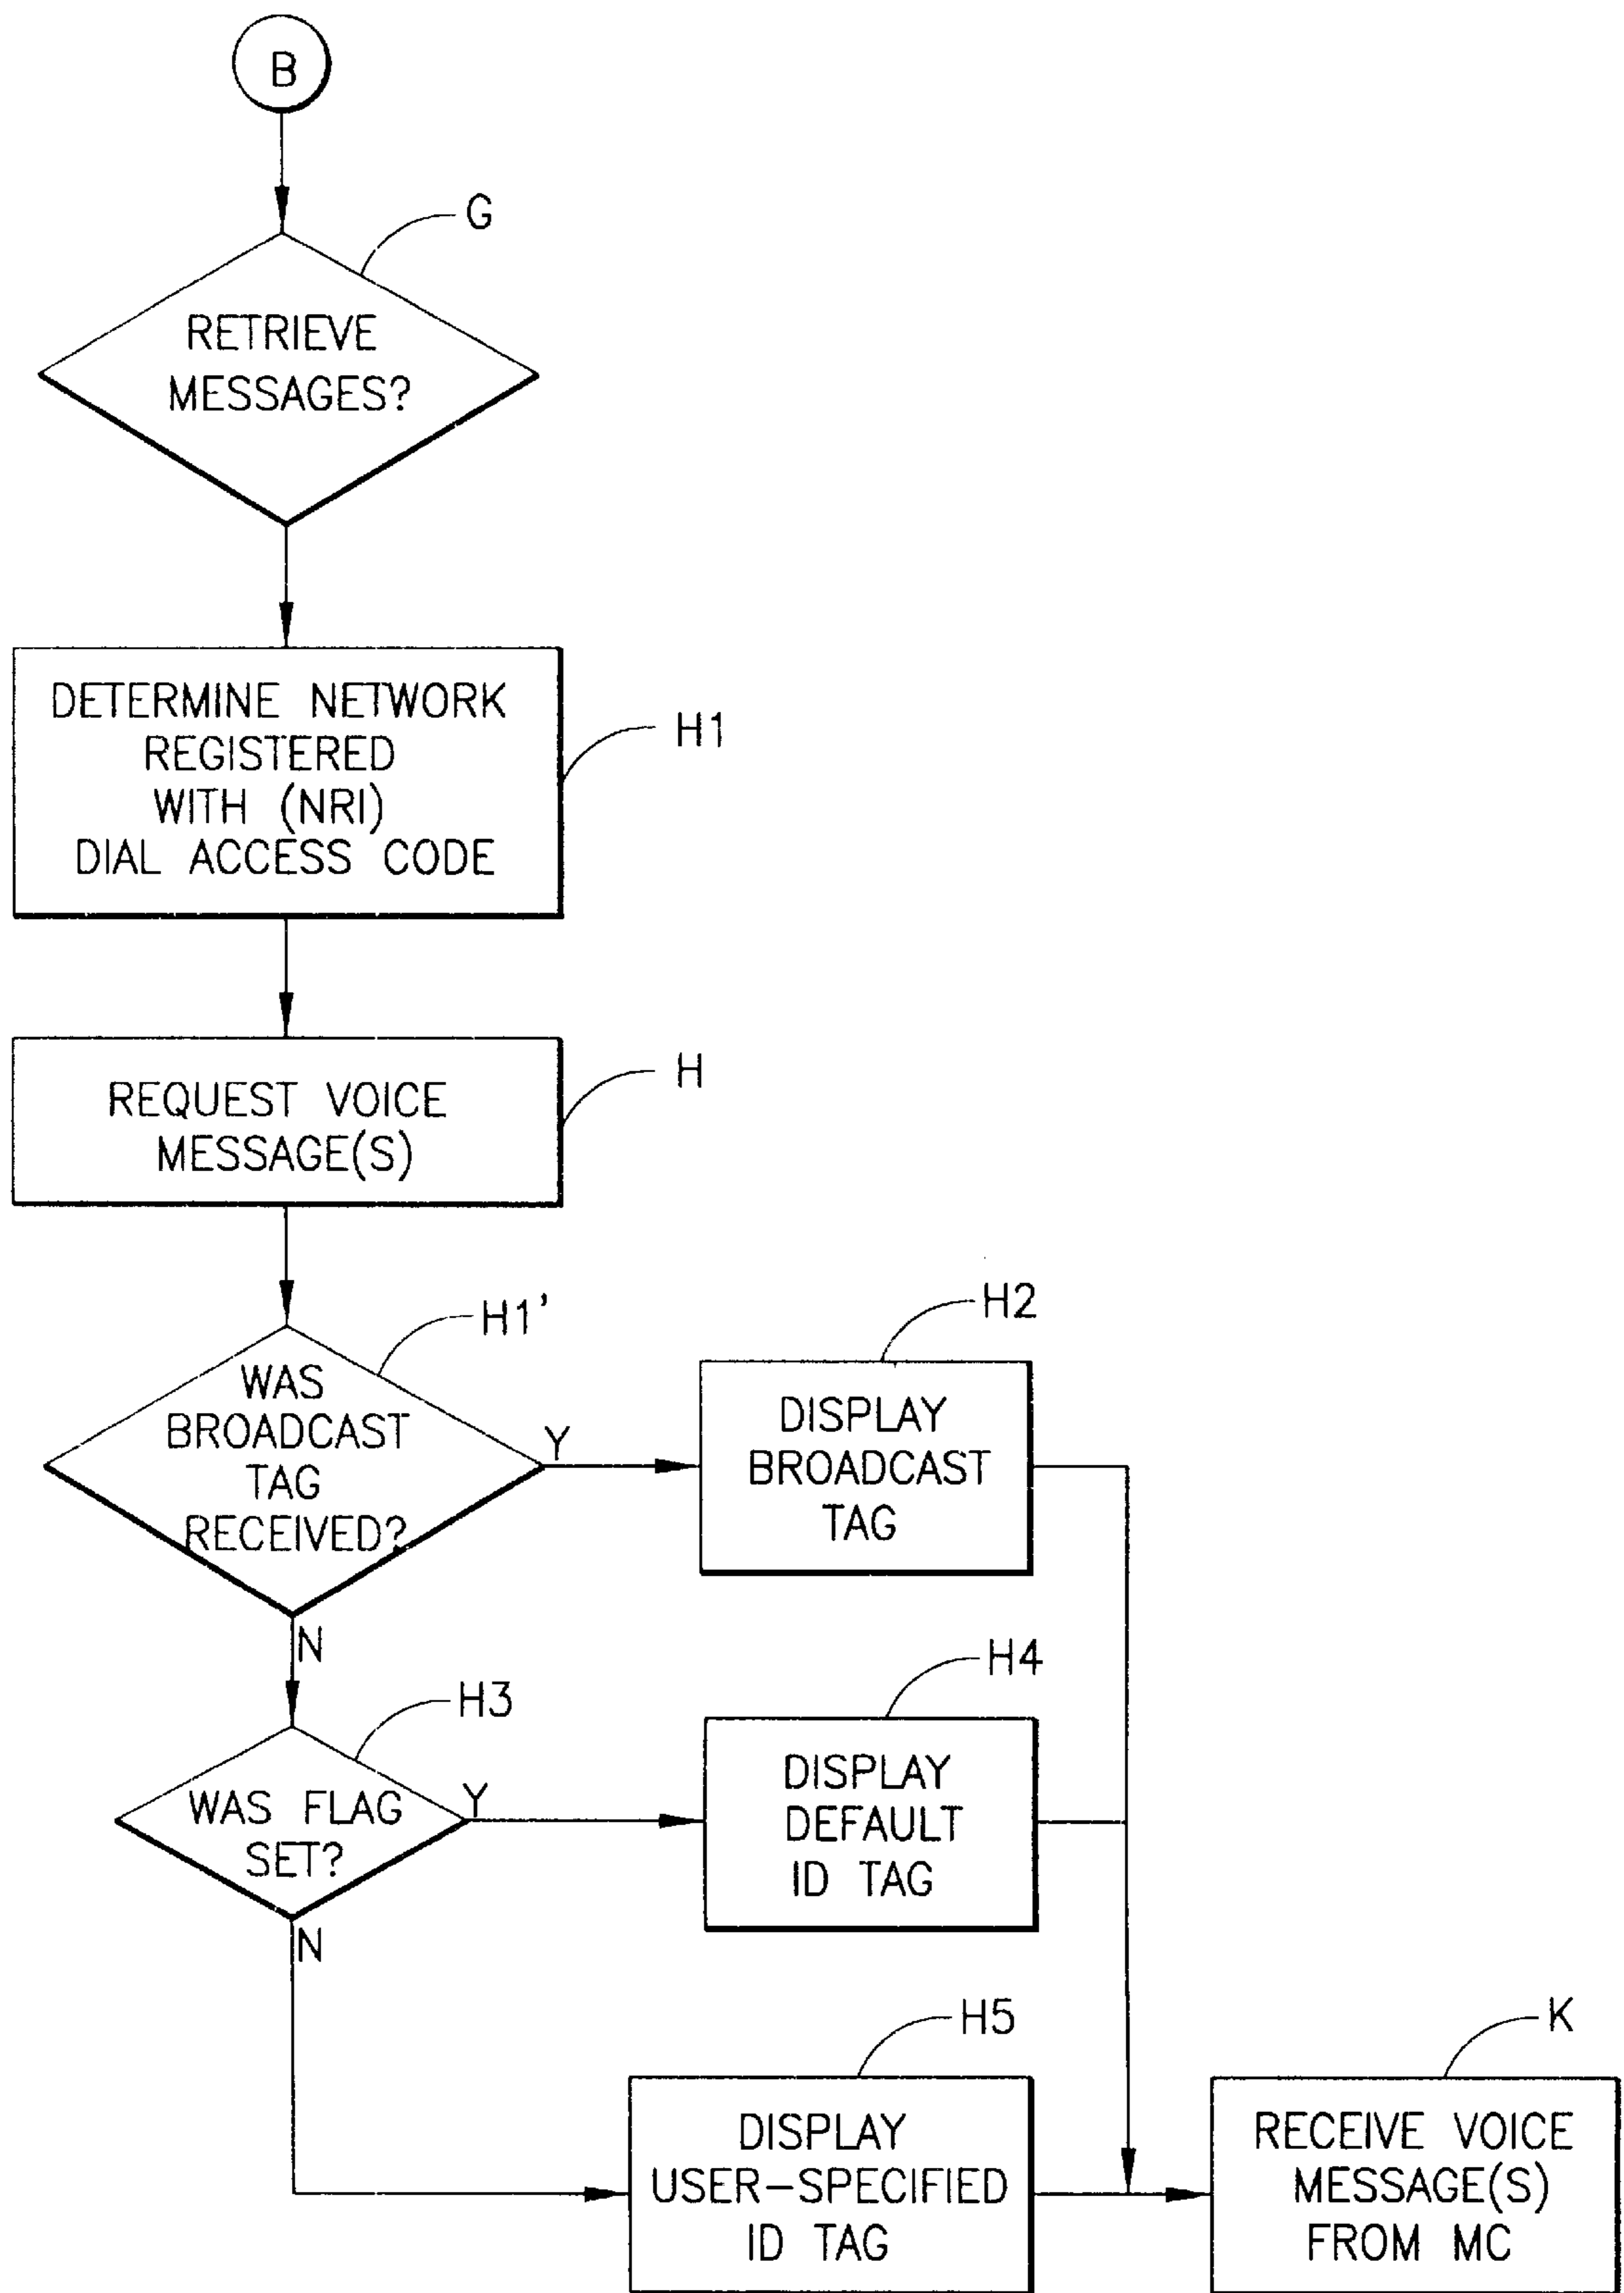 B
G
RETRIEVE
MESSAGES?
DETERMINE NETWORK
REGISTERED
WITH (NRI)
DIAL ACCESS CODE
H1
REQUEST VOICE
MESSAGE(S)
H
H1'
WAS
BROADCAST
TAG
RECEIVED?
Y
N
H2
DISPLAY
BROADCAST
TAG
H3
WAS FLAG
SET?
Y
N
H4
DISPLAY
DEFAULT
ID TAG
H5
DISPLAY
USER-SPECIFIED
ID TAG
K
RECEIVE VOICE
MESSAGE(S)
FROM MC